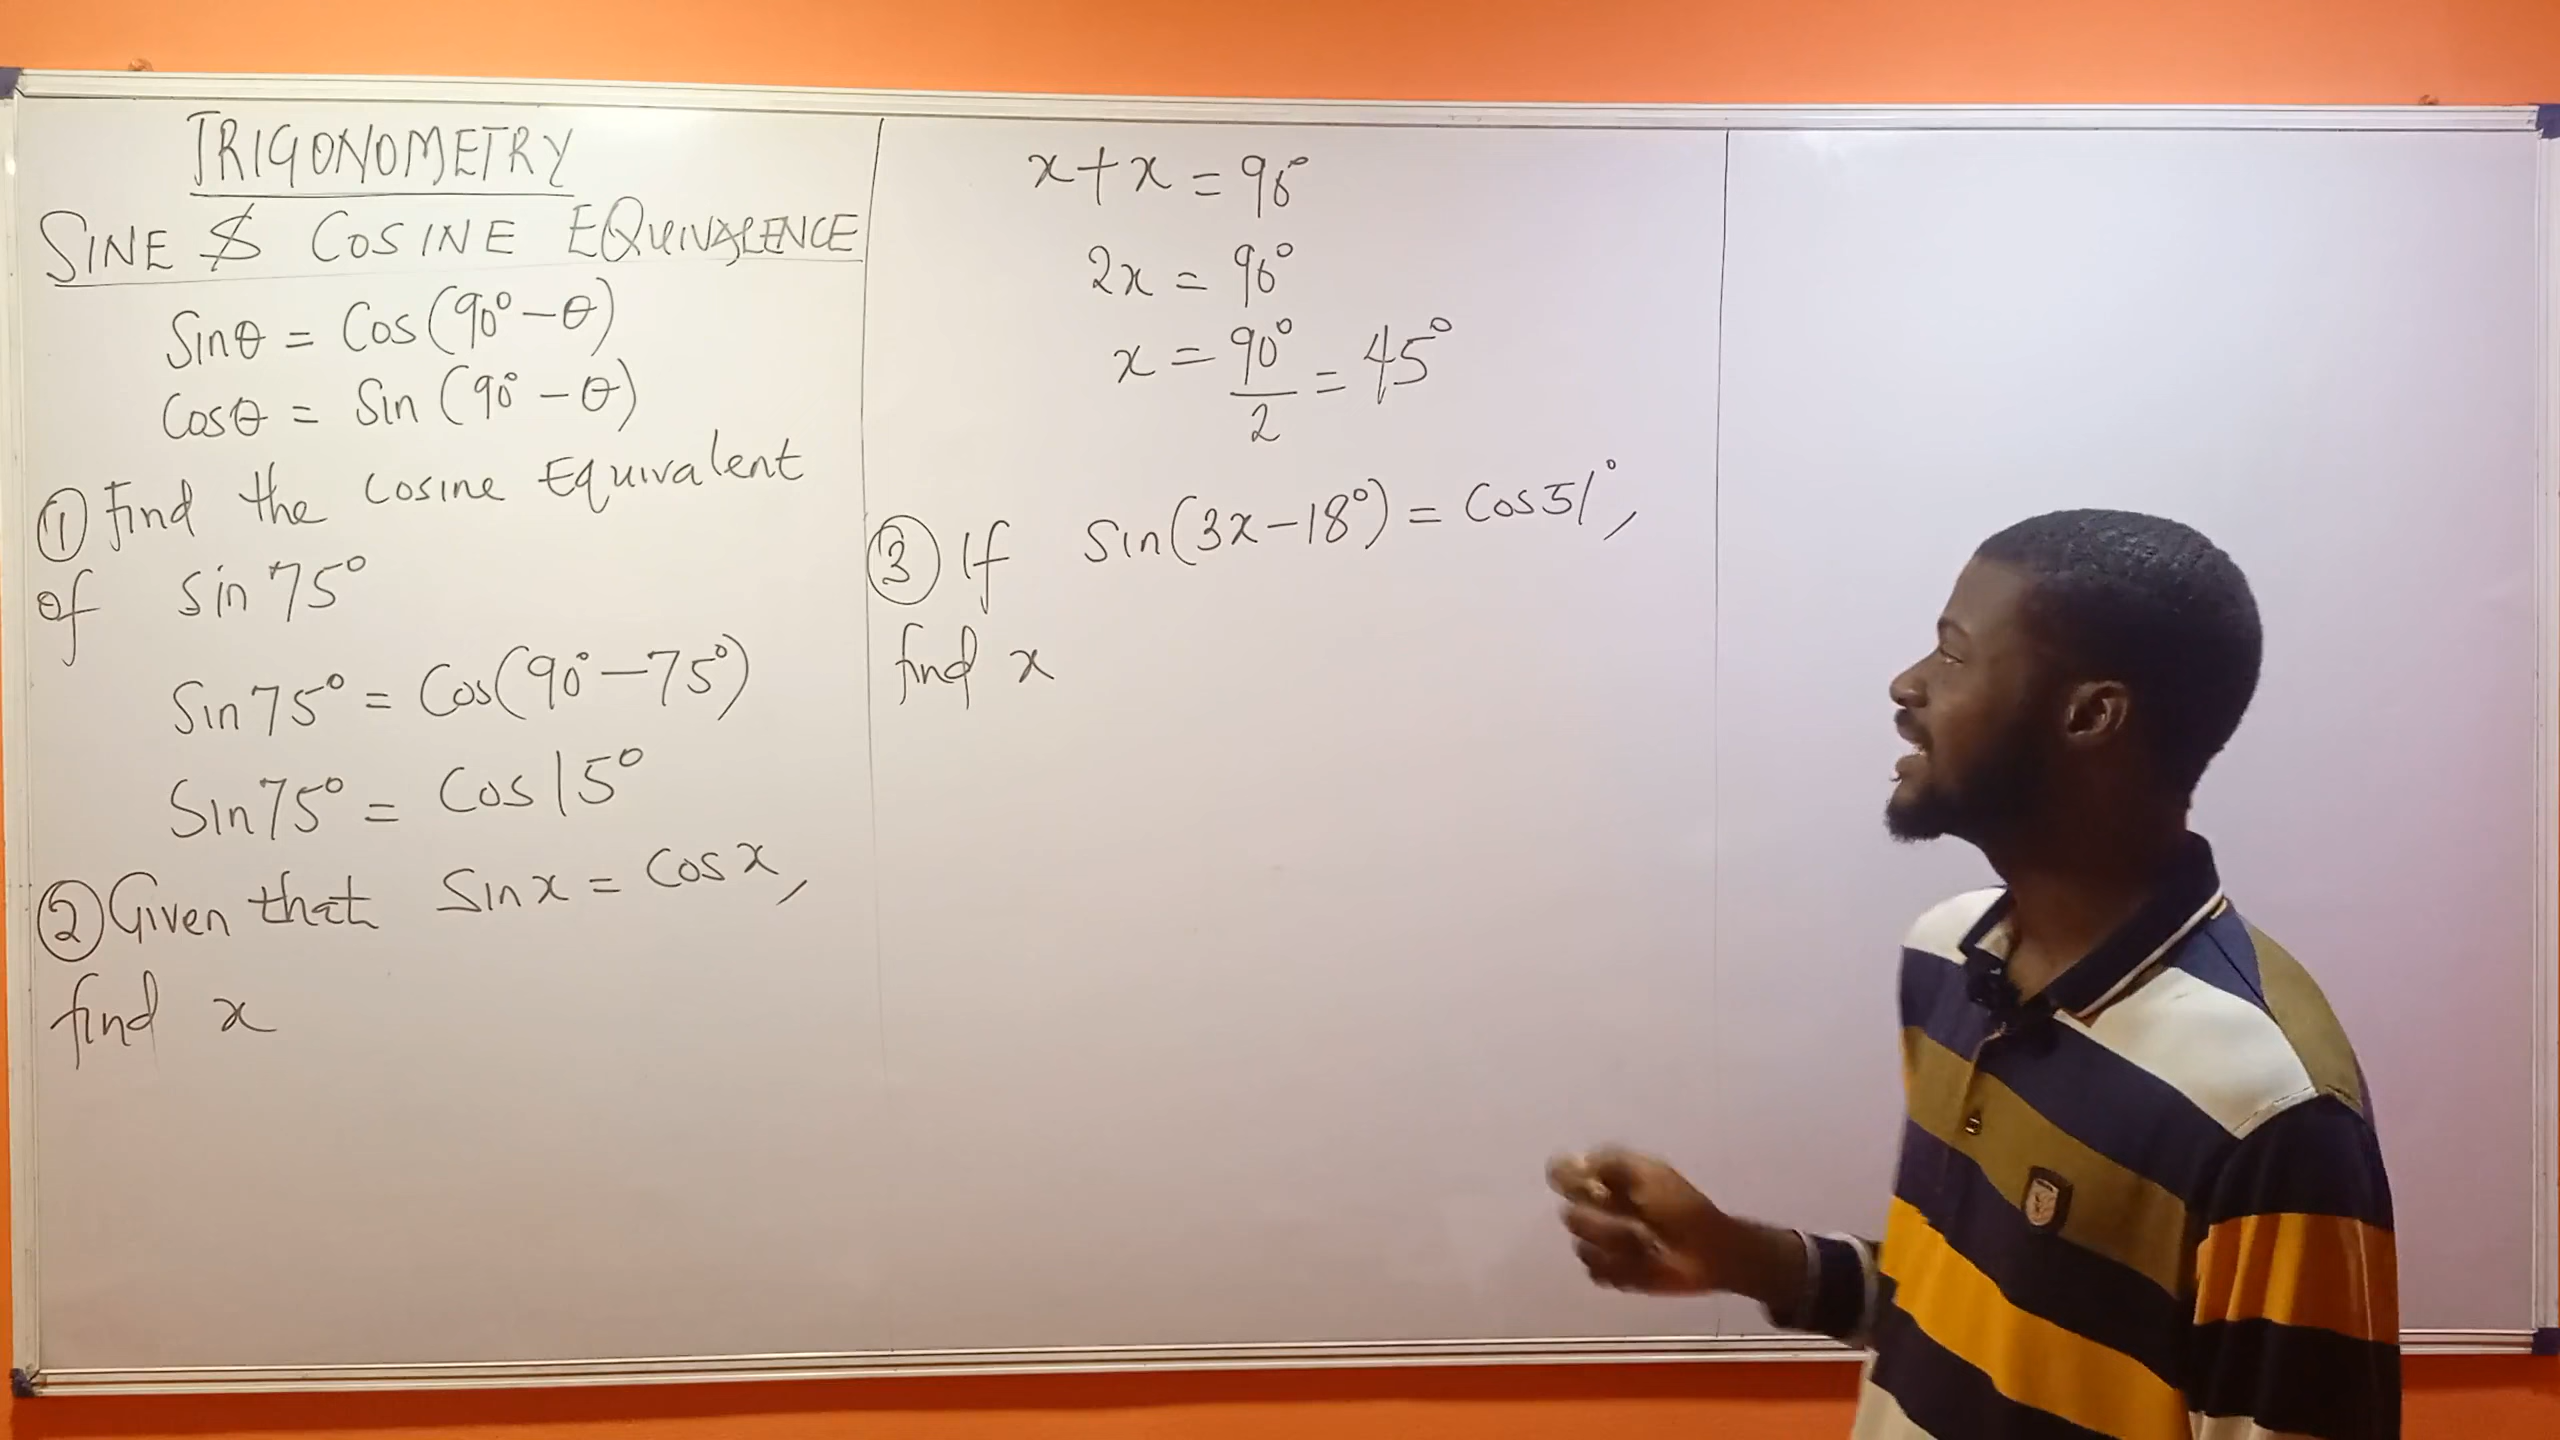 TRIGONOMETRY
SINE & COSINE EQUIVALENCE
Sinθ = Cos(90° − θ)
Cosθ = Sin (90° − θ)
① Find the Cosine Equivalent
of Sin 75°
Sin 75° = Cos(90° − 75°)
Sin 75° = Cos 15°
② Given that Sin x = Cos x,
find x
x + x = 90°
2x = 90°
x = 90°/2 = 45°
③ If Sin(3x − 18°) = Cos 51°,
find x